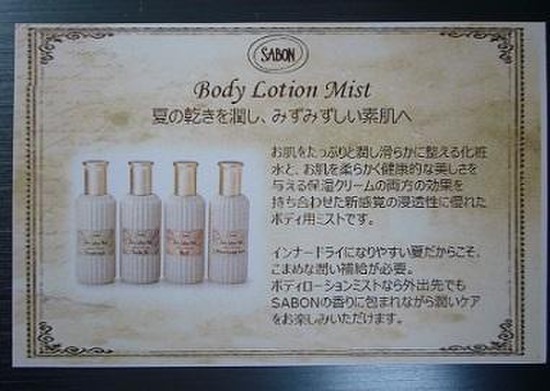 SABON
Body Lotion Mist
夏の乾きを潤し、みずみずしい素肌へ
お肌をたっぷりと潤し滑らかに整える化粧
水と、お肌を柔らかく健康的な美しさを
与える保湿クリームの両方の効果を
持ち合わせた新感覚の浸透性に優れた
ボディ用ミストです。
インナードライになりやすい夏だからこそ、
こまめな潤い補給が必要。
ボディローションミストなら外出先でも
SABONの香りに包まれながら潤いケア
をお楽しみいただけます。